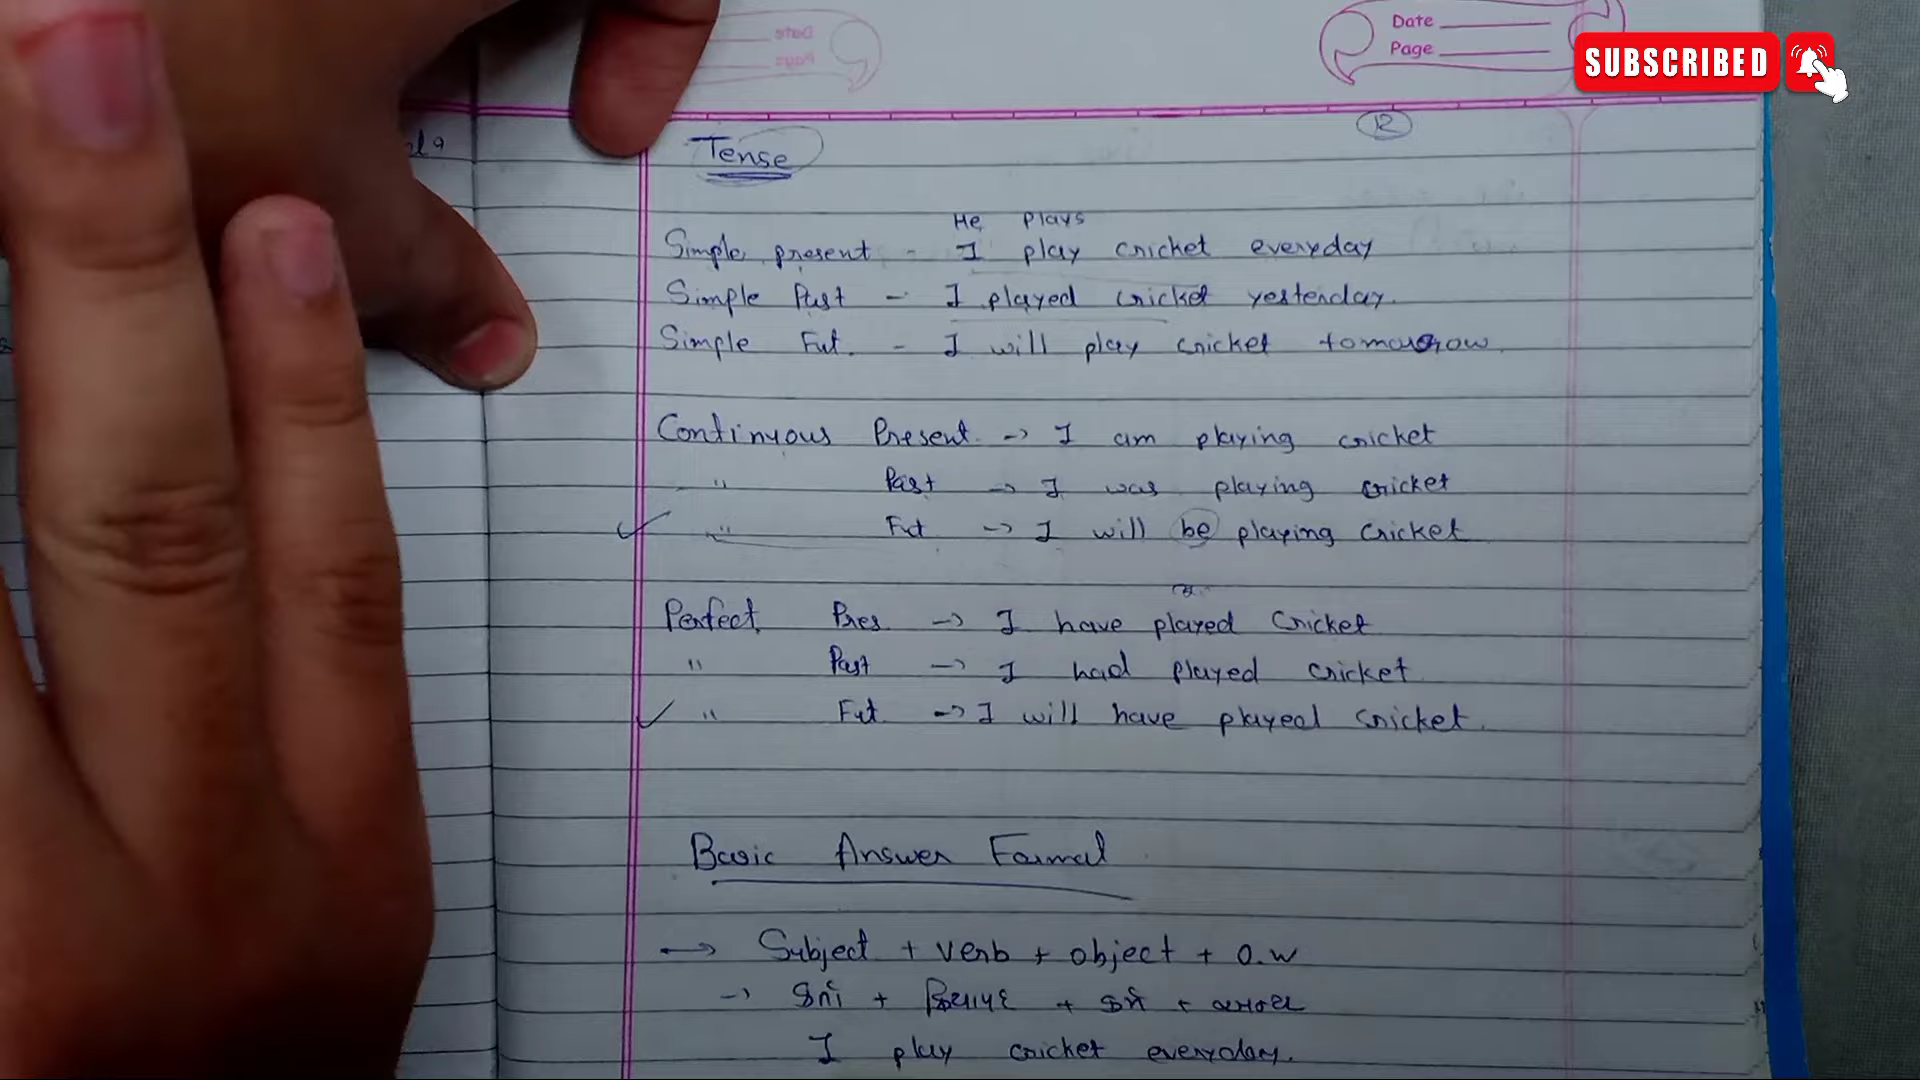 Date
Page
SUBSCRIBED
12
Tense
He plays
Simple present - I play cricket everyday
Simple Past - I played cricket yesterday.
Simple Fut. - I will play cricket tomorrow.
Continuous Present -> I am playing cricket
" Past -> I was playing cricket
✓ " Fut -> I will be playing cricket
Perfect Pres -> I have played cricket
" Past -> I had played cricket
✓ " Fut. -> I will have played cricket.
Basic Answer Format
-> Subject + verb + object + O.W
-> કર્તા + ક્રિયાપદ + કર્મ +
I play cricket everyday.